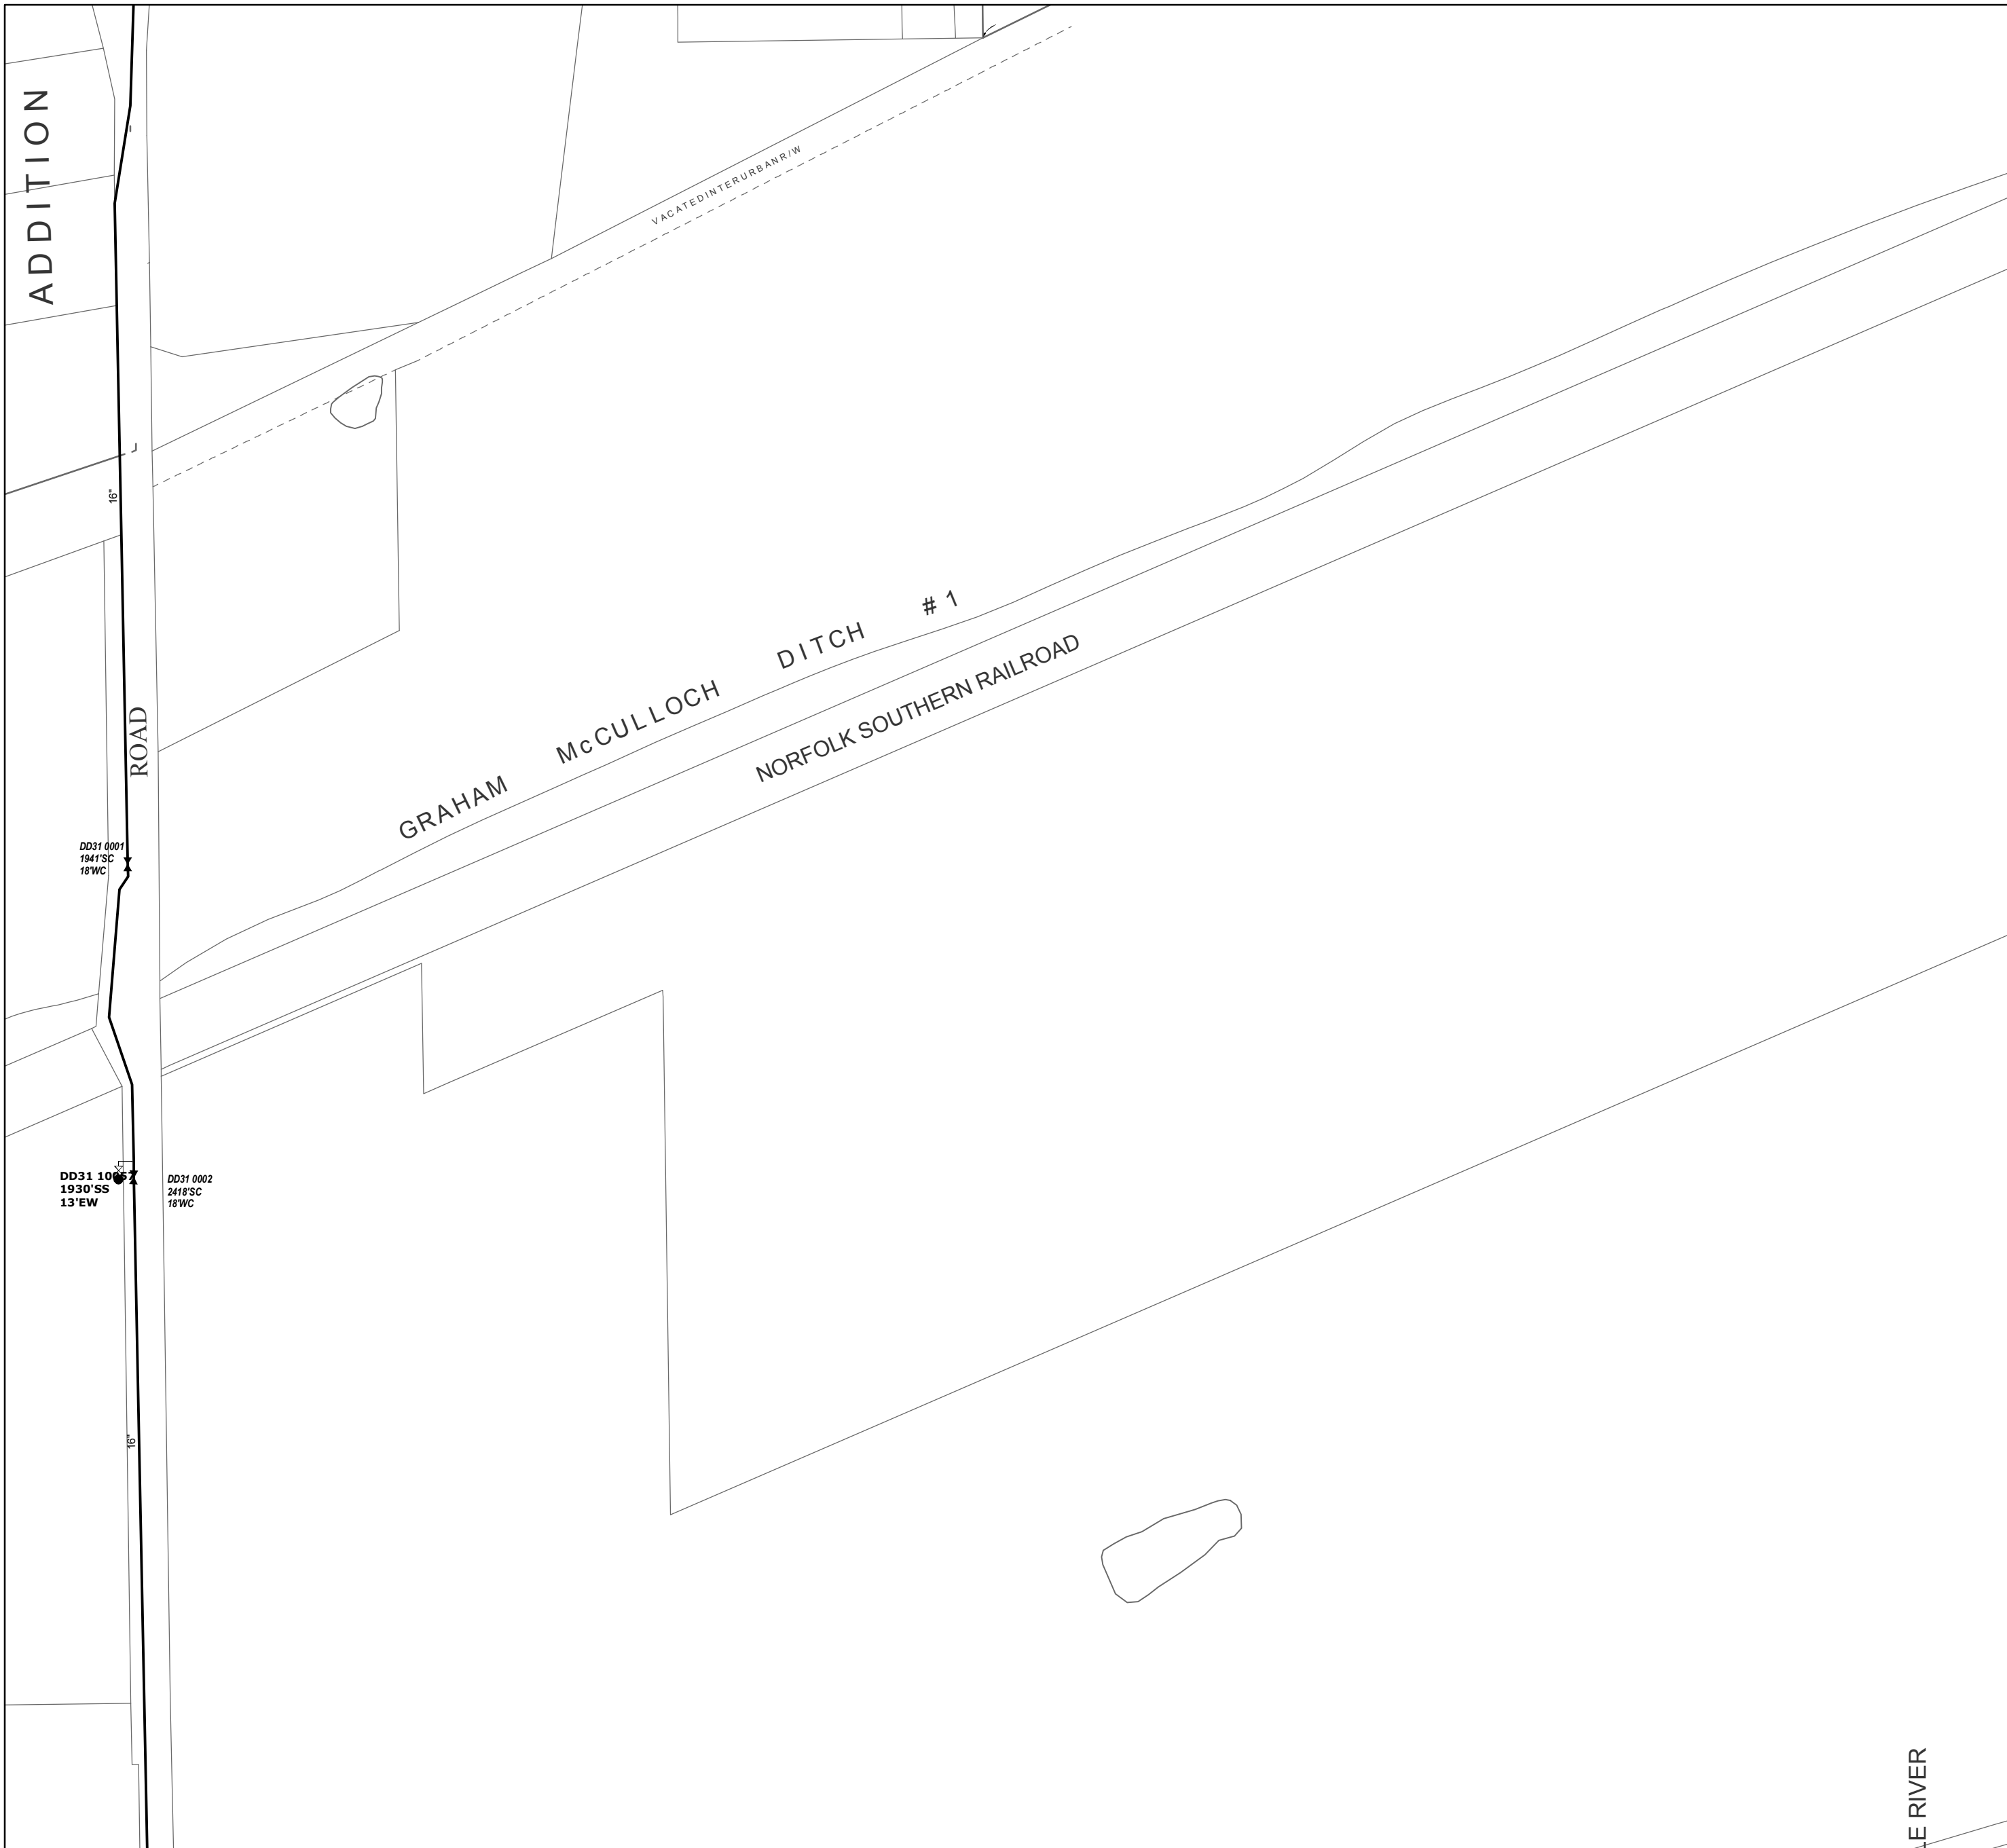 ADDITION
VACATEDINTERURBANR/W
16"
GRAHAM McCULLOCH DITCH #1
NORFOLK SOUTHERN RAILROAD
ROAD
DD31 0001
1941'SC
18'WC
DD31
1930'SS
13'EW
DD31 0002
2418'SC
18'WC
16"
LE RIVER